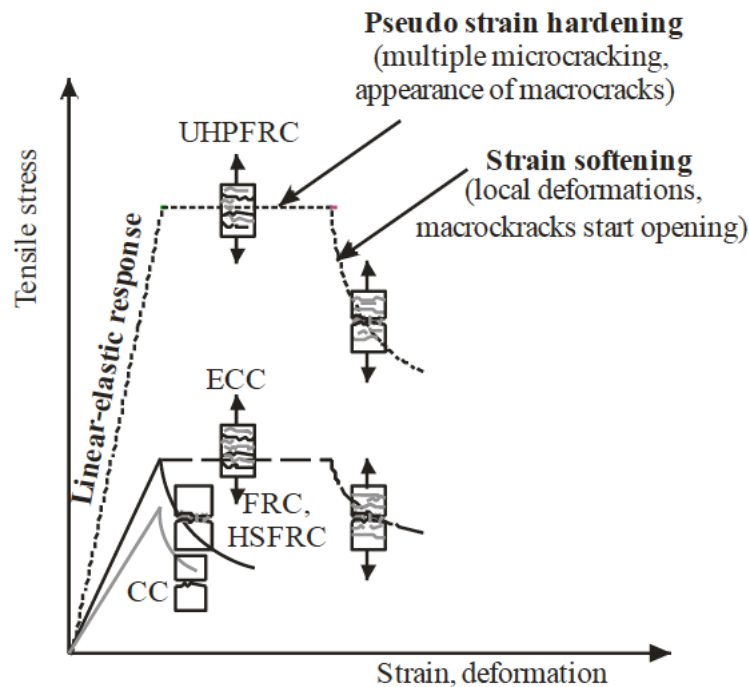 Pseudo strain hardening
(multiple microcracking,
appearance of macrocracks)
UHPFRC
Strain softening
(local deformations,
macrockracks start opening)
Tensile stress
Linear-elastic response
ECC
FRC,
HSFRC
CC
Strain, deformation